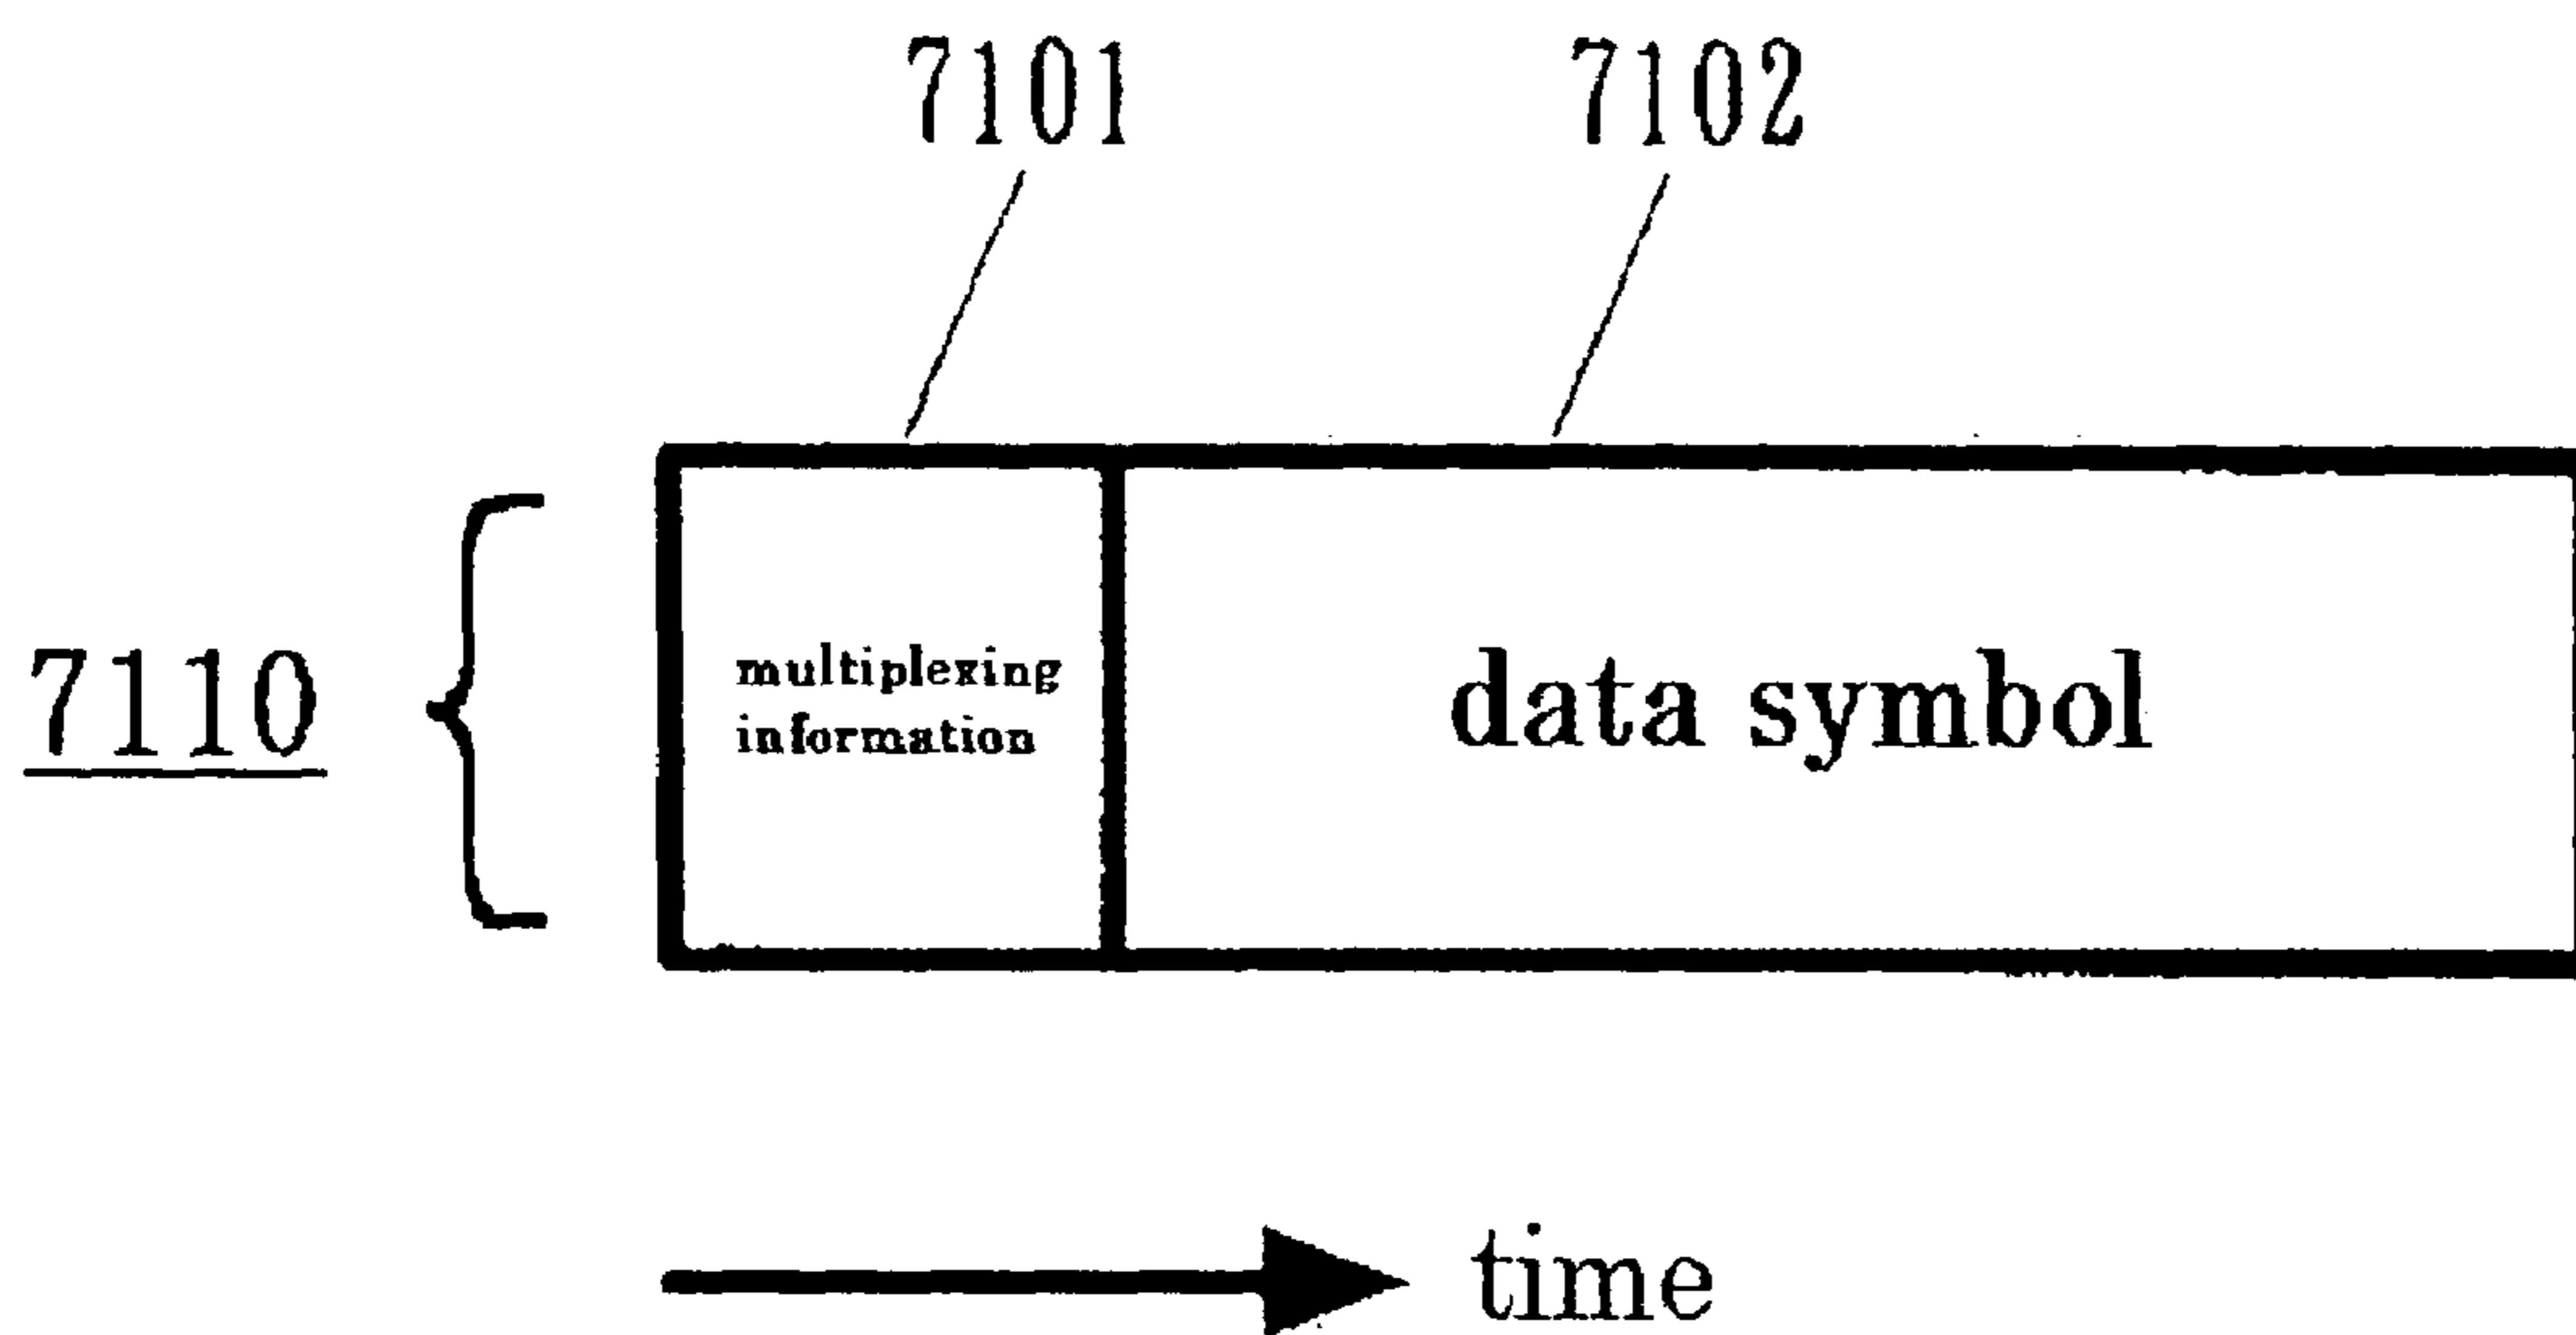 7101 7102
7110
multiplexing
information
data symbol
time